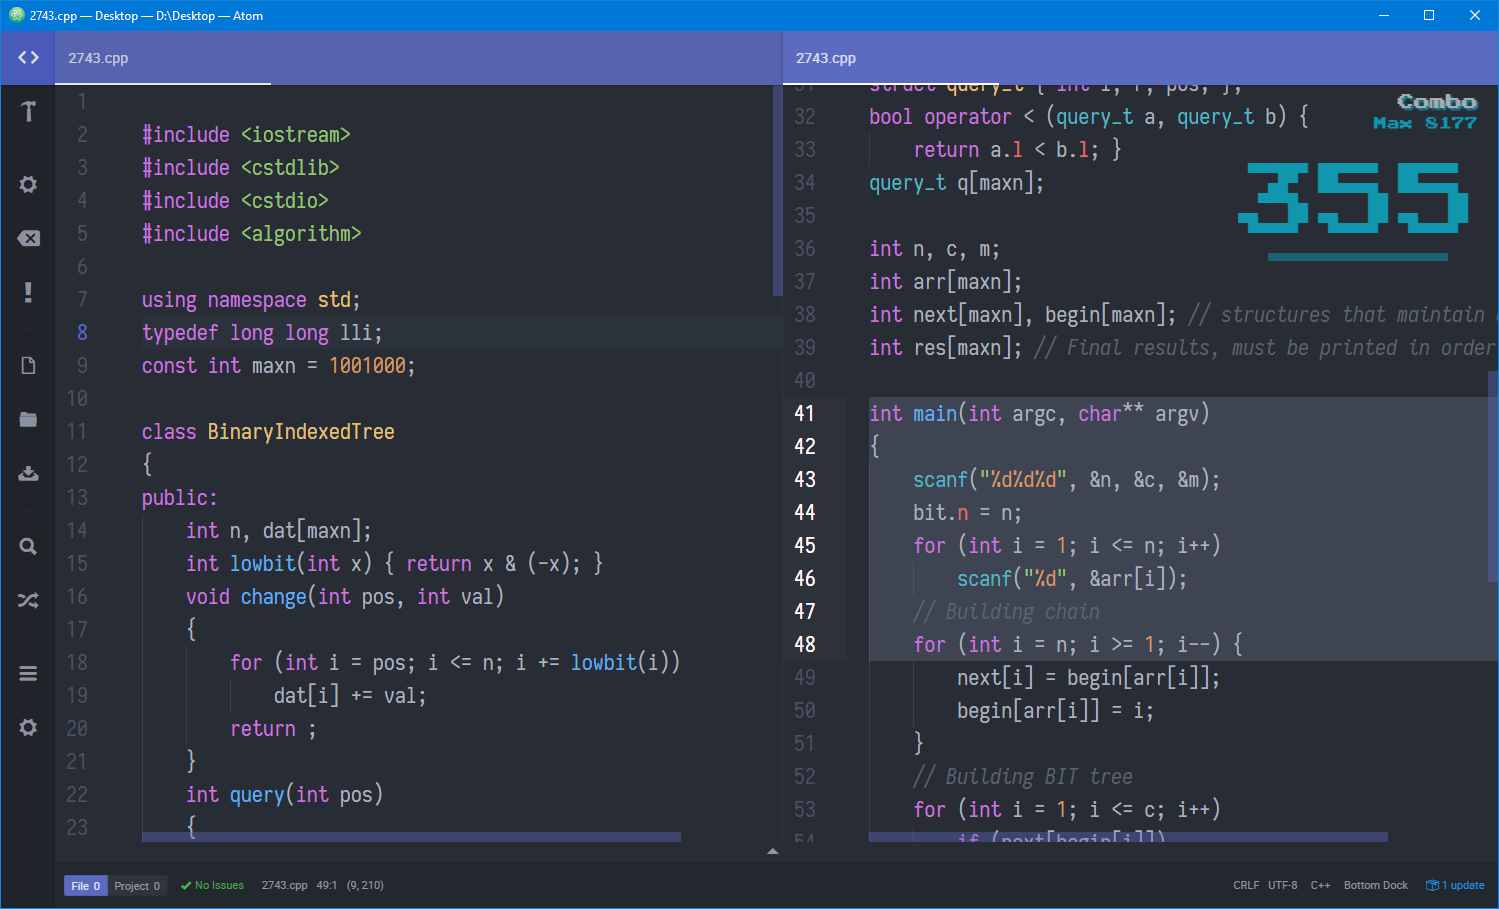 2743.cpp — Desktop — D:\Desktop — Atom
2743.cpp
1
2 #include <iostream>
3 #include <cstdlib>
4 #include <cstdio>
5 #include <algorithm>
6
7 using namespace std;
8 typedef long long lli;
9 const int maxn = 1001000;
10
11 class BinaryIndexedTree
12 {
13 public:
14 int n, dat[maxn];
15 int lowbit(int x) { return x & (-x); }
16 void change(int pos, int val)
17 {
18 for (int i = pos; i <= n; i += lowbit(i))
19 dat[i] += val;
20 return ;
21 }
22 int query(int pos)
23 {
2743.cpp
31 struct query_t { int l, r, pos; };
32 bool operator < (query_t a, query_t b) {
33 return a.l < b.l; }
34 query_t q[maxn];
35
36 int n, c, m;
37 int arr[maxn];
38 int next[maxn], begin[maxn]; // structures that maintain
39 int res[maxn]; // Final results, must be printed in order
40
41 int main(int argc, char** argv)
42 {
43 scanf("%d%d%d", &n, &c, &m);
44 bit.n = n;
45 for (int i = 1; i <= n; i++)
46 scanf("%d", &arr[i]);
47 // Building chain
48 for (int i = n; i >= 1; i--) {
49 next[i] = begin[arr[i]];
50 begin[arr[i]] = i;
51 }
52 // Building BIT tree
53 for (int i = 1; i <= c; i++)
54 if (next[begin[i]])
Combo
Max 8177
355
File 0 Project 0 No Issues 2743.cpp 49:1 (9, 210)
CRLF UTF-8 C++ Bottom Dock 1 update